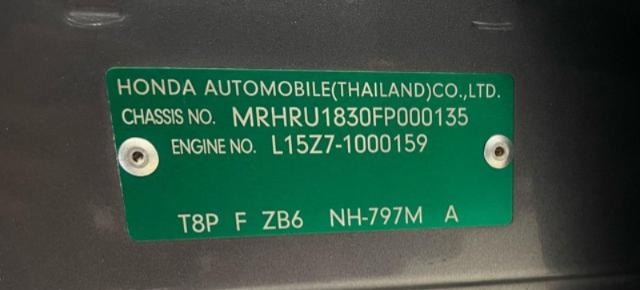 HONDA AUTOMOBILE(THAILAND)CO.,LTD.
CHASSIS NO. MRHRU1830FP000135
ENGINE NO. L15Z7-1000159
T8P F ZB6 NH-797M A